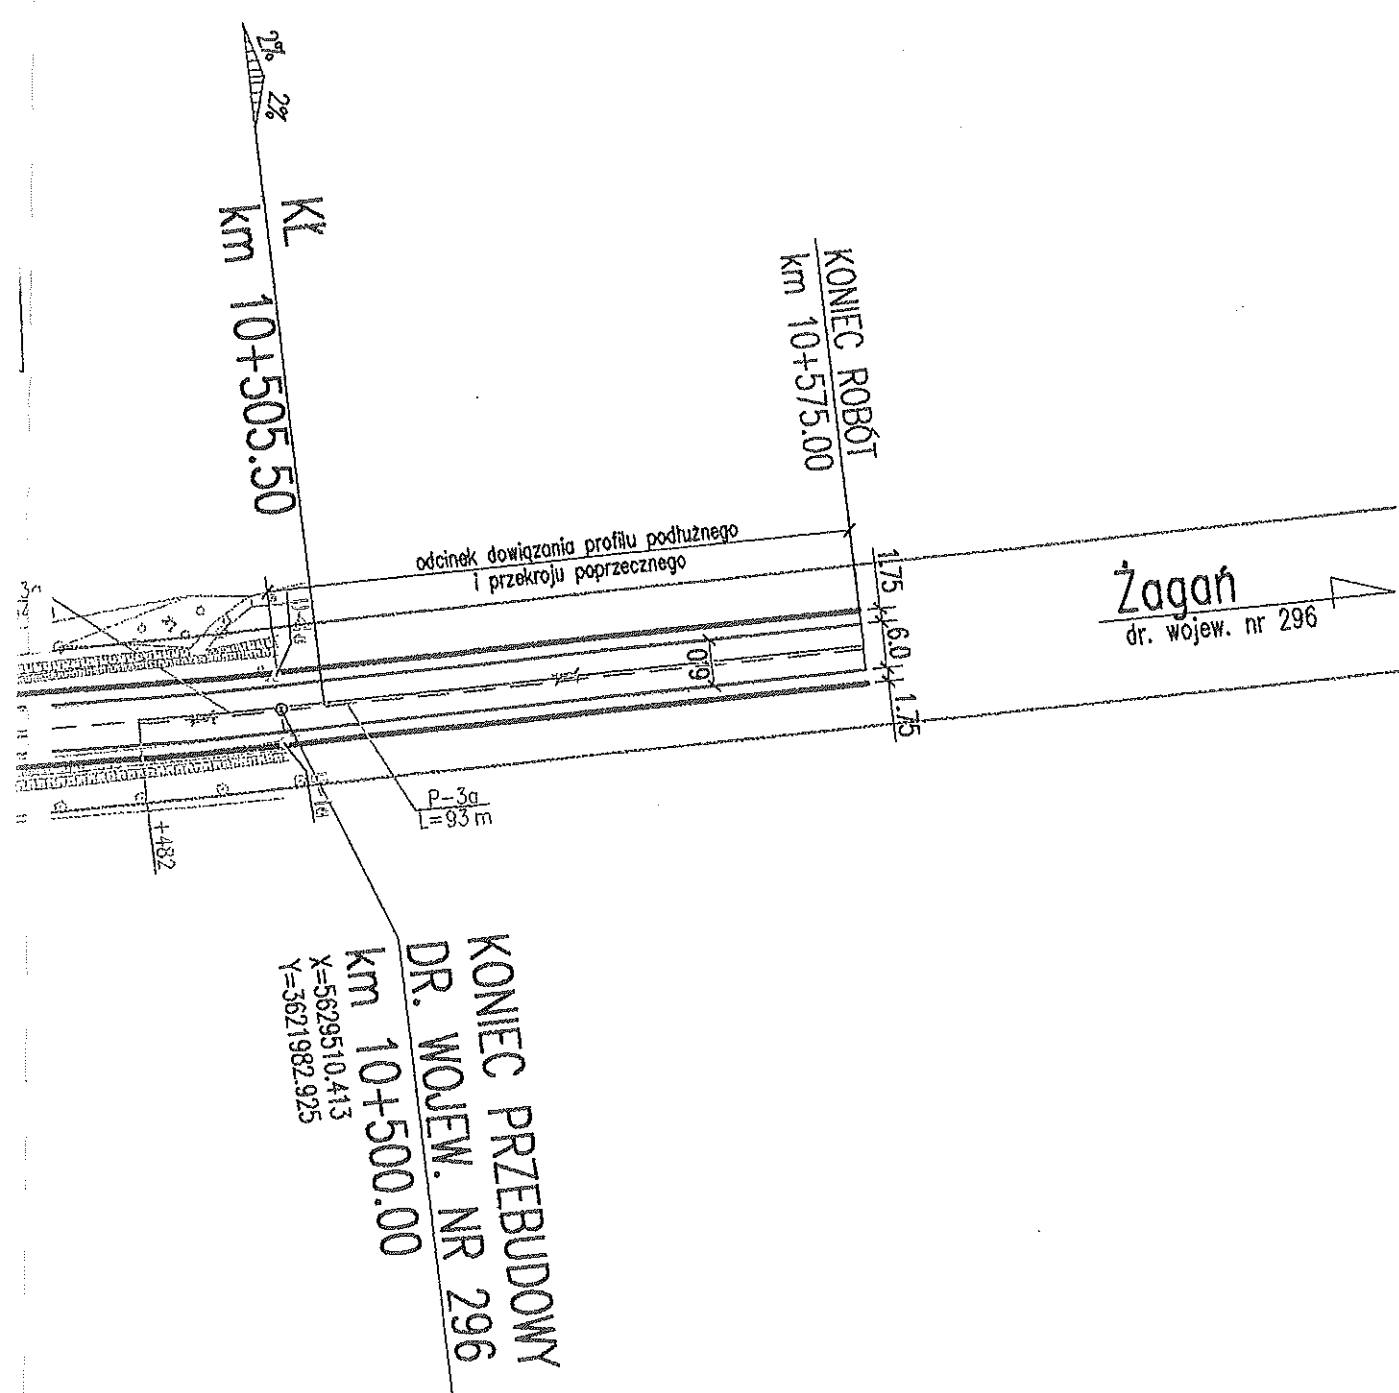 2% 2%
KŁ
km 10+505.50
KONIEC ROBÓT
km 10+575.00
odcinek dowiązania profilu podłużnego
i przekroju poprzecznego
1.75
6.0
1.75
6.0
Żagań
dr. wojew. nr 296
P-3a
L=93 m
+482
KONIEC PRZEBUDOWY
DR. WOJEW. NR 296
km 10+500.00
X=5629510.413
Y=3621982.925